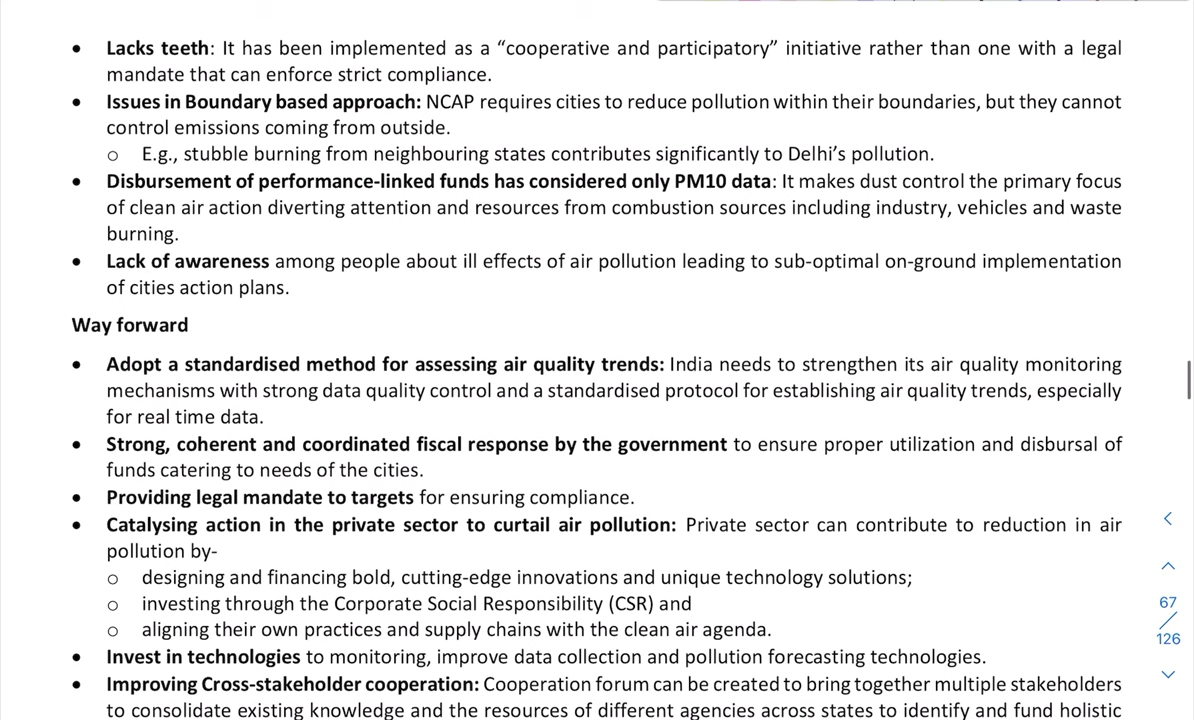 • Lacks teeth: It has been implemented as a “cooperative and participatory” initiative rather than one with a legal
mandate that can enforce strict compliance.
• Issues in Boundary based approach: NCAP requires cities to reduce pollution within their boundaries, but they cannot
control emissions coming from outside.
o E.g., stubble burning from neighbouring states contributes significantly to Delhi’s pollution.
• Disbursement of performance-linked funds has considered only PM10 data: It makes dust control the primary focus
of clean air action diverting attention and resources from combustion sources including industry, vehicles and waste
burning.
• Lack of awareness among people about ill effects of air pollution leading to sub-optimal on-ground implementation
of cities action plans.
Way forward
• Adopt a standardised method for assessing air quality trends: India needs to strengthen its air quality monitoring
mechanisms with strong data quality control and a standardised protocol for establishing air quality trends, especially
for real time data.
• Strong, coherent and coordinated fiscal response by the government to ensure proper utilization and disbursal of
funds catering to needs of the cities.
• Providing legal mandate to targets for ensuring compliance.
• Catalysing action in the private sector to curtail air pollution: Private sector can contribute to reduction in air
pollution by-
o designing and financing bold, cutting-edge innovations and unique technology solutions;
o investing through the Corporate Social Responsibility (CSR) and
o aligning their own practices and supply chains with the clean air agenda.
• Invest in technologies to monitoring, improve data collection and pollution forecasting technologies.
• Improving Cross-stakeholder cooperation: Cooperation forum can be created to bring together multiple stakeholders
to consolidate existing knowledge and the resources of different agencies across states to identify and fund holistic
67
/
126